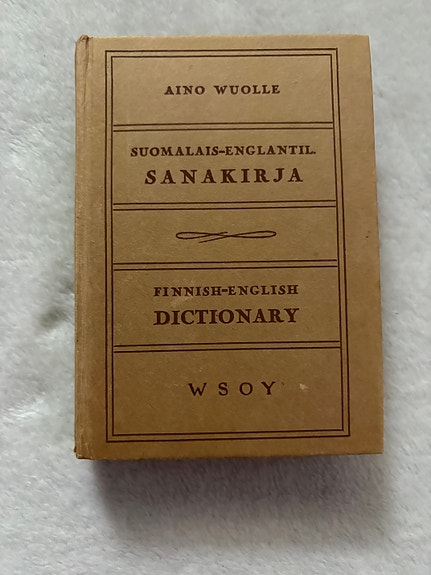 AINO WUOLLE
SUOMALAIS-ENGLANTIL.
SANAKIRJA
FINNISH-ENGLISH
DICTIONARY
WSOY